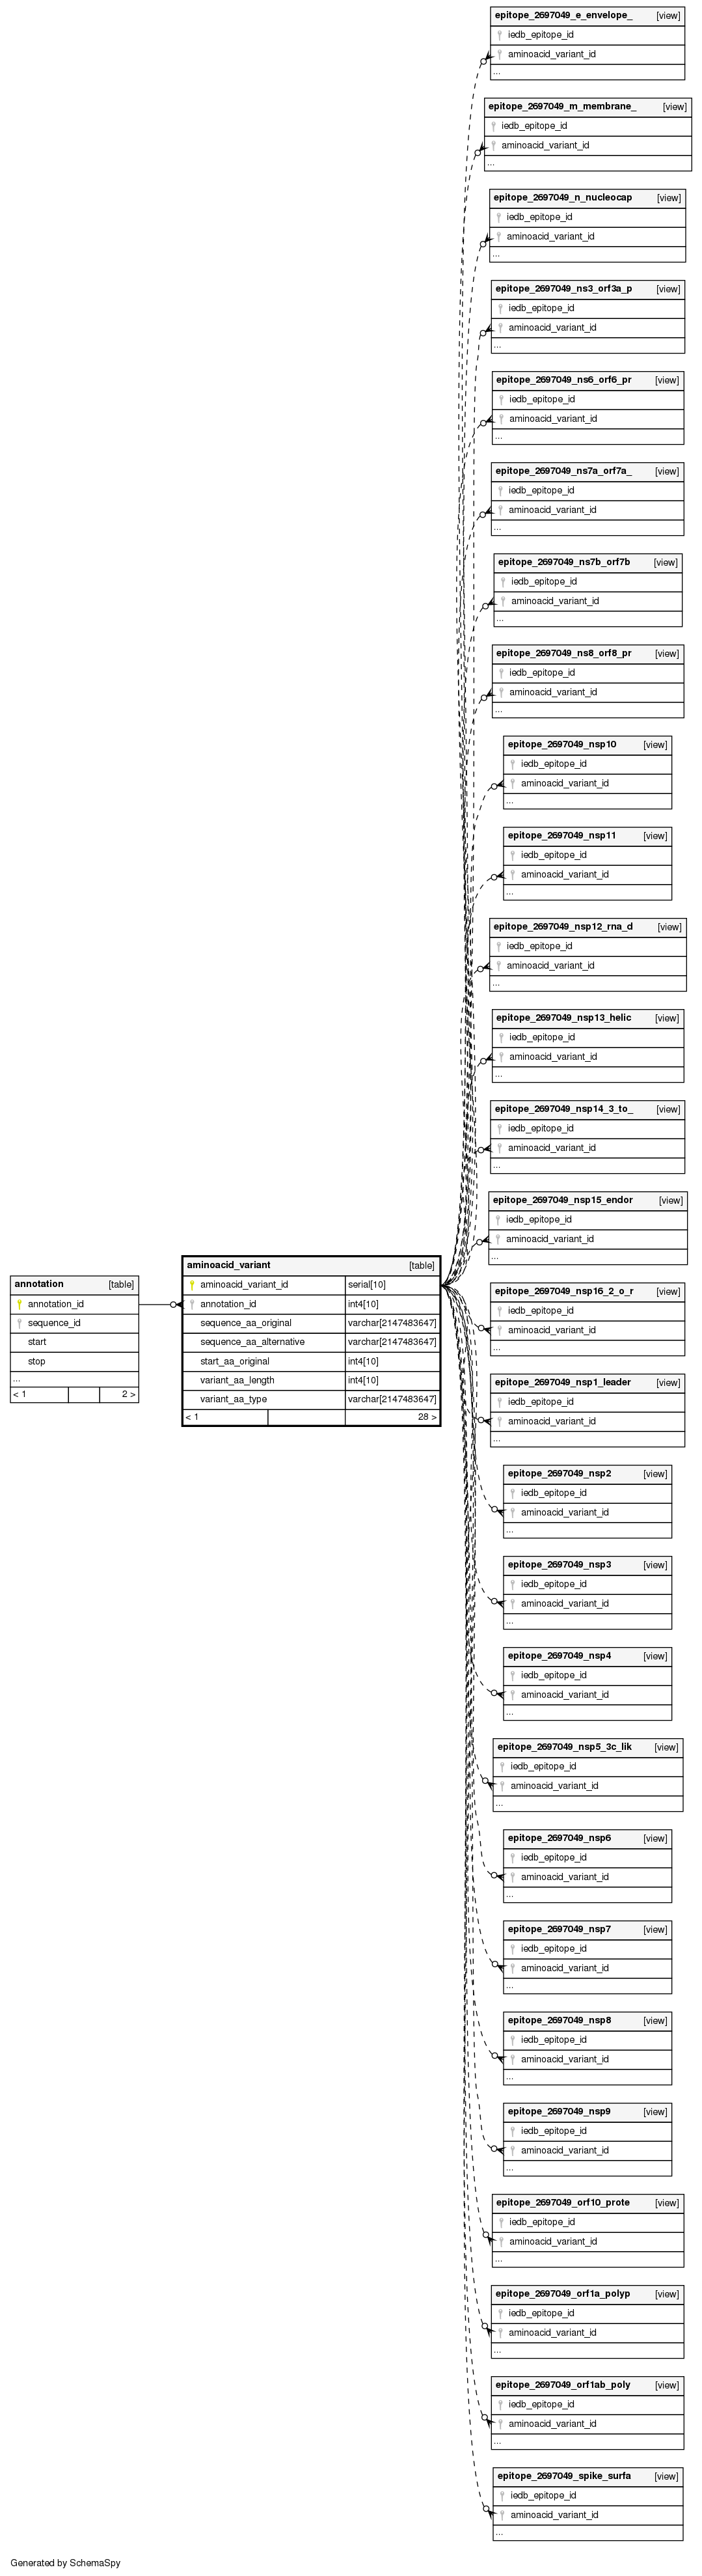 epitope_2697049_e_envelope_ [view]
iedb_epitope_id
aminoacid_variant_id
...
epitope_2697049_m_membrane_ [view]
iedb_epitope_id
aminoacid_variant_id
...
epitope_2697049_n_nucleocap [view]
iedb_epitope_id
aminoacid_variant_id
...
epitope_2697049_ns3_orf3a_p [view]
iedb_epitope_id
aminoacid_variant_id
...
epitope_2697049_ns6_orf6_pr [view]
iedb_epitope_id
aminoacid_variant_id
...
epitope_2697049_ns7a_orf7a_ [view]
iedb_epitope_id
aminoacid_variant_id
...
epitope_2697049_ns7b_orf7b [view]
iedb_epitope_id
aminoacid_variant_id
...
epitope_2697049_ns8_orf8_pr [view]
iedb_epitope_id
aminoacid_variant_id
...
epitope_2697049_nsp10 [view]
iedb_epitope_id
aminoacid_variant_id
...
epitope_2697049_nsp11 [view]
iedb_epitope_id
aminoacid_variant_id
...
epitope_2697049_nsp12_rna_d [view]
iedb_epitope_id
aminoacid_variant_id
...
epitope_2697049_nsp13_helic [view]
iedb_epitope_id
aminoacid_variant_id
...
epitope_2697049_nsp14_3_to_ [view]
iedb_epitope_id
aminoacid_variant_id
...
epitope_2697049_nsp15_endor [view]
iedb_epitope_id
aminoacid_variant_id
...
annotation [table]
annotation_id
sequence_id
start
stop
...
< 1 2 >
aminoacid_variant [table]
aminoacid_variant_id serial[10]
annotation_id int4[10]
sequence_aa_original varchar[2147483647]
sequence_aa_alternative varchar[2147483647]
start_aa_original int4[10]
variant_aa_length int4[10]
variant_aa_type varchar[2147483647]
< 1 28 >
epitope_2697049_nsp16_2_o_r [view]
iedb_epitope_id
aminoacid_variant_id
...
epitope_2697049_nsp1_leader [view]
iedb_epitope_id
aminoacid_variant_id
...
epitope_2697049_nsp2 [view]
iedb_epitope_id
aminoacid_variant_id
...
epitope_2697049_nsp3 [view]
iedb_epitope_id
aminoacid_variant_id
...
epitope_2697049_nsp4 [view]
iedb_epitope_id
aminoacid_variant_id
...
epitope_2697049_nsp5_3c_lik [view]
iedb_epitope_id
aminoacid_variant_id
...
epitope_2697049_nsp6 [view]
iedb_epitope_id
aminoacid_variant_id
...
epitope_2697049_nsp7 [view]
iedb_epitope_id
aminoacid_variant_id
...
epitope_2697049_nsp8 [view]
iedb_epitope_id
aminoacid_variant_id
...
epitope_2697049_nsp9 [view]
iedb_epitope_id
aminoacid_variant_id
...
epitope_2697049_orf10_prote [view]
iedb_epitope_id
aminoacid_variant_id
...
epitope_2697049_orf1a_polyp [view]
iedb_epitope_id
aminoacid_variant_id
...
epitope_2697049_orf1ab_poly [view]
iedb_epitope_id
aminoacid_variant_id
...
epitope_2697049_spike_surfa [view]
iedb_epitope_id
aminoacid_variant_id
...
Generated by SchemaSpy